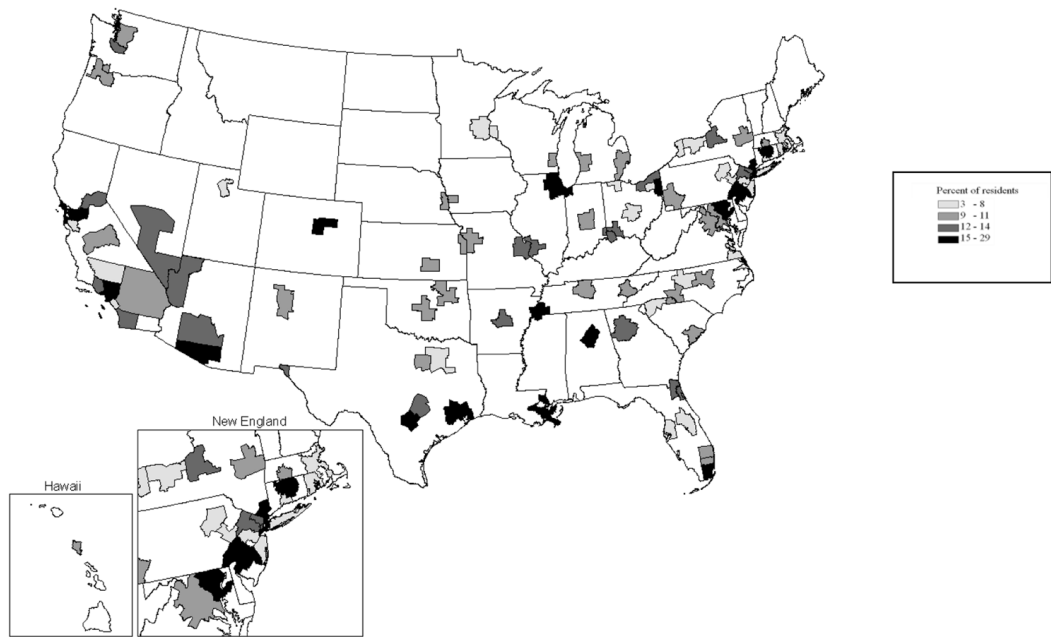 Percent of residents
3 - 8
9 - 11
12 - 14
15 - 29
New England
Hawaii